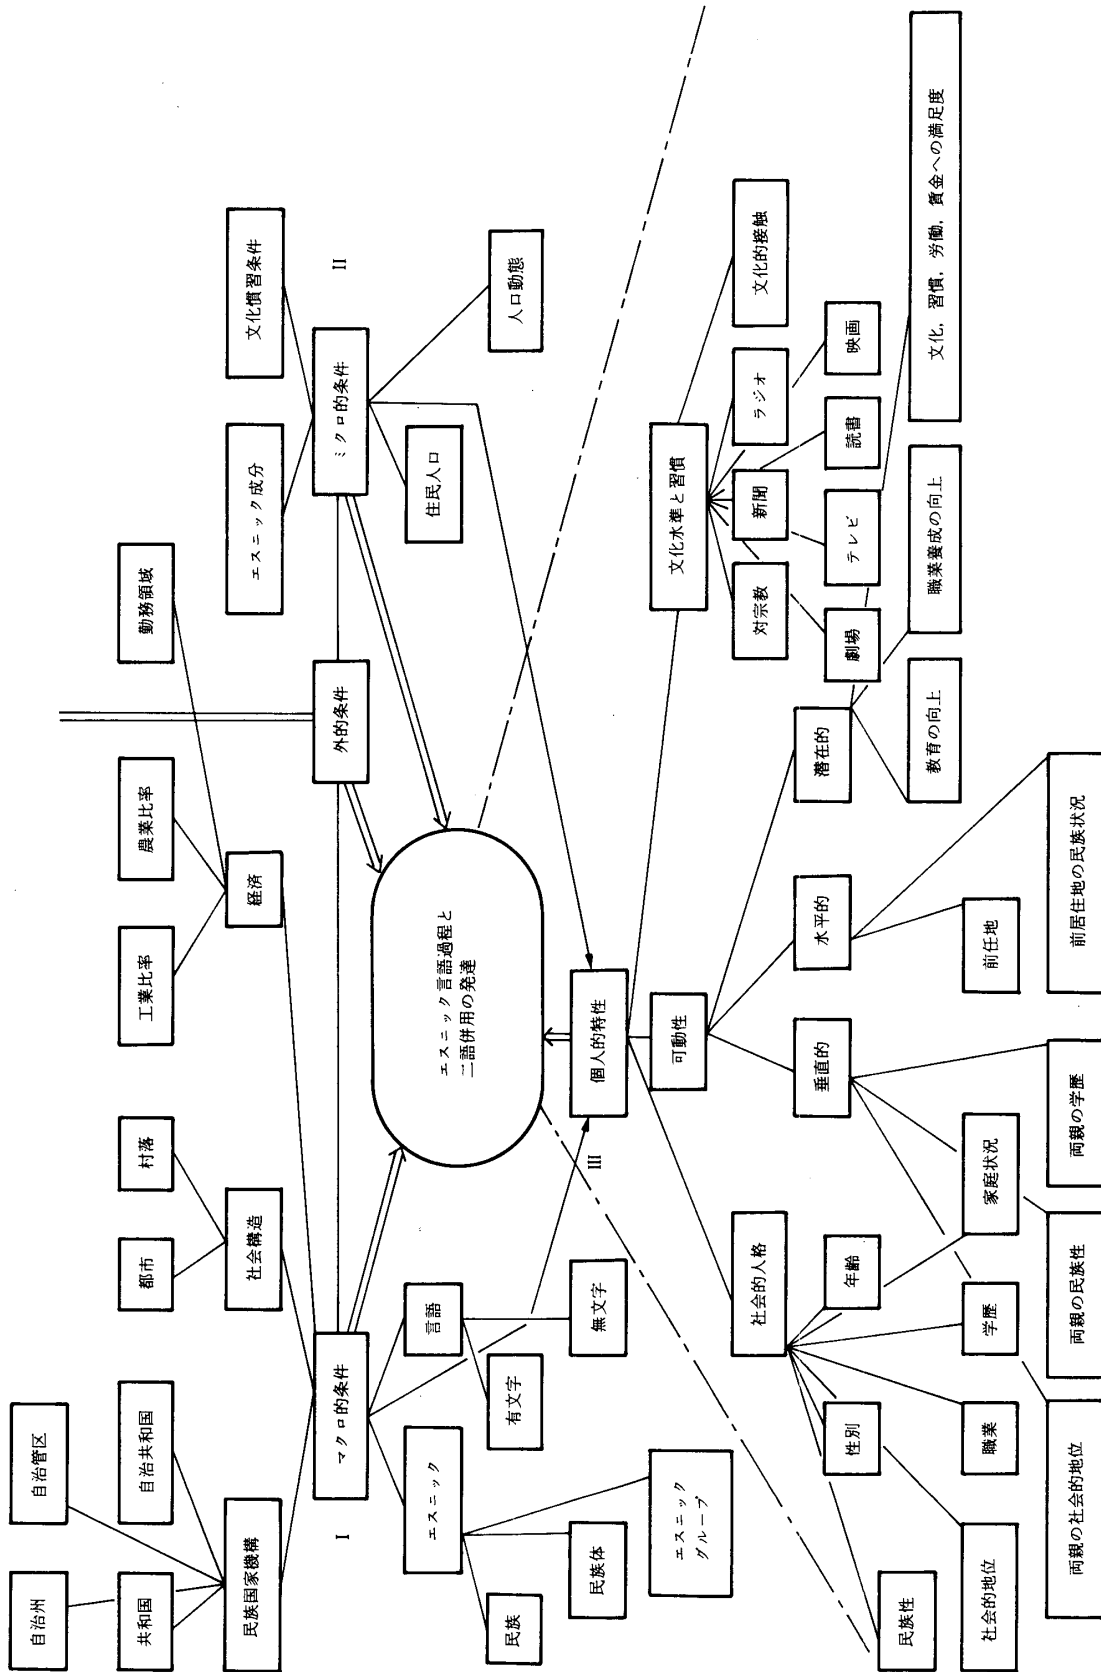 自治州
自治管区
共和国
自治共和国
都市
村落
工業比率
農業比率
勤務領域
民族国家機構
社会構造
経済
エスニック成分
文化慣習条件
I
マクロ的条件
外的条件
ミクロ的条件
II
エスニック
言語
エスニック言語過程と
二語併用の発達
住民人口
民族
有文字
人口動態
民族体
無文字
III
個人的特性
エスニック
グループ
可動性
文化水準と習慣
社会的人格
対宗教
新聞
ラジオ
文化的接触
性別
年齢
垂直的
水平的
潜在的
劇場
テレビ
読書
映画
民族性
教育の向上
職業養成の向上
文化，習慣，労働，賃金への満足度
社会的地位
職業
学歴
家庭状況
前任地
両親の社会的地位
両親の民族性
両親の学歴
前居住地の民族状況